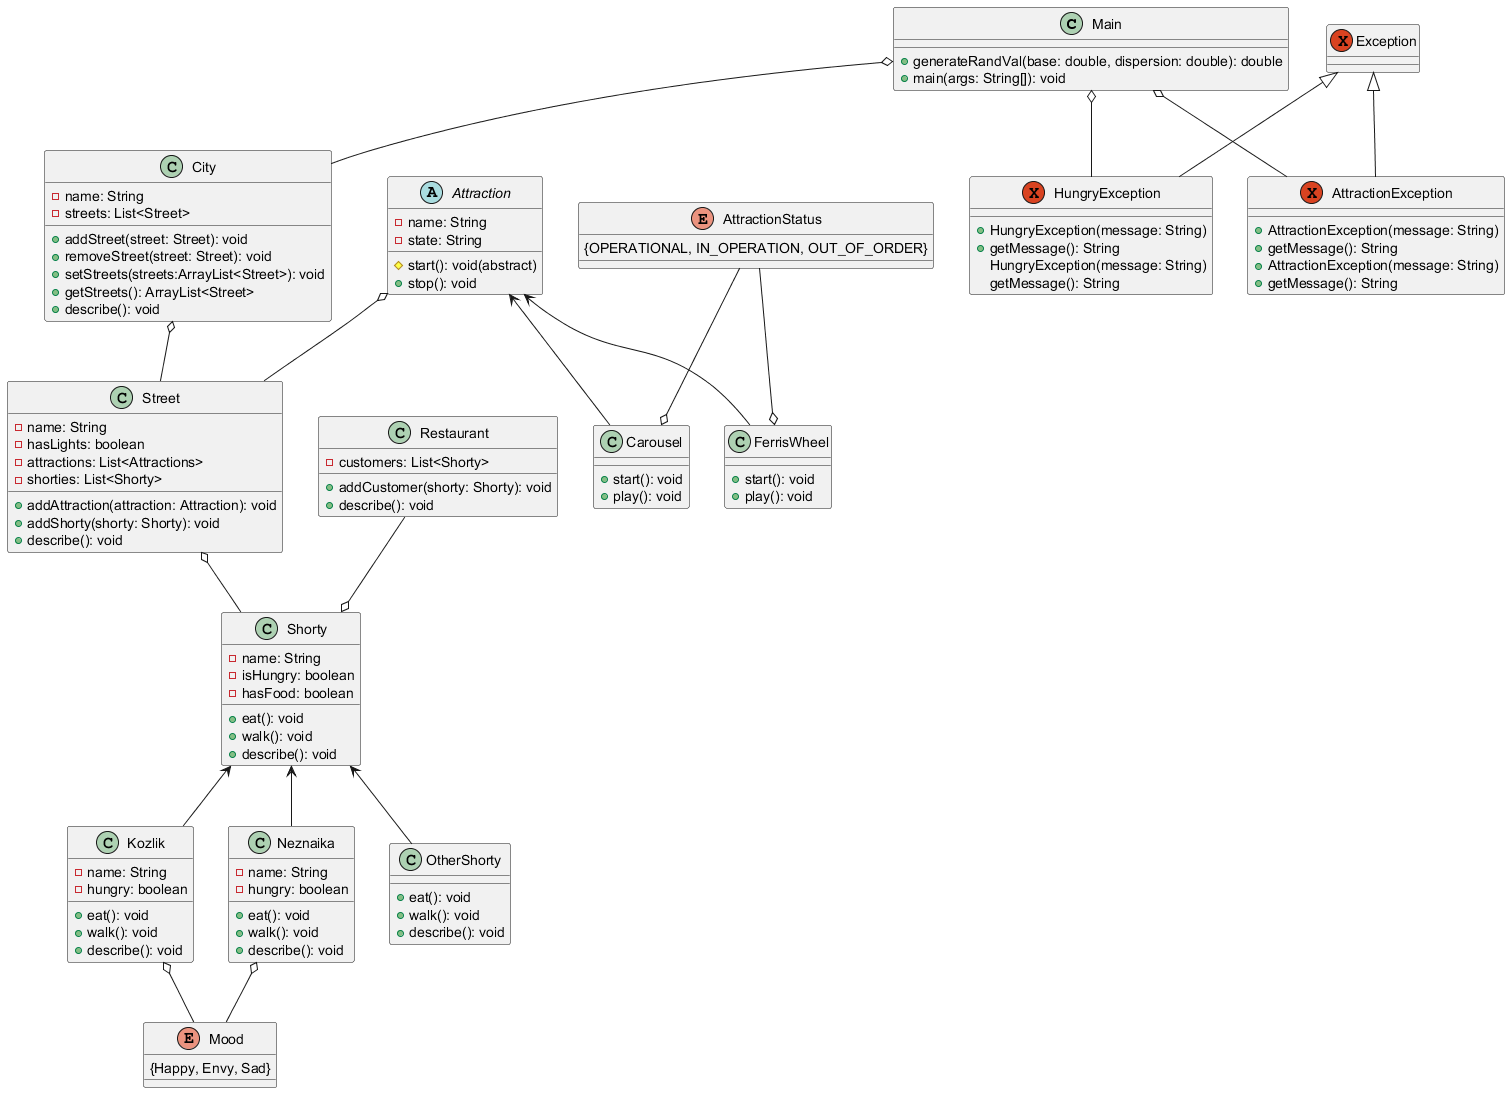 C Main
generateRandVal(base: double, dispersion: double): double
main(args: String[]): void
X Exception
C City
name: String
streets: List<Street>
addStreet(street: Street): void
removeStreet(street: Street): void
setStreets(streets:ArrayList<Street>): void
getStreets(): ArrayList<Street>
describe(): void
A Attraction
name: String
state: String
start(): void(abstract)
stop(): void
E AttractionStatus
{OPERATIONAL, IN_OPERATION, OUT_OF_ORDER}
X HungryException
HungryException(message: String)
getMessage(): String
HungryException(message: String)
getMessage(): String
X AttractionException
AttractionException(message: String)
getMessage(): String
AttractionException(message: String)
getMessage(): String
C Street
name: String
hasLights: boolean
attractions: List<Attractions>
shorties: List<Shorty>
addAttraction(attraction: Attraction): void
addShorty(shorty: Shorty): void
describe(): void
C Restaurant
customers: List<Shorty>
addCustomer(shorty: Shorty): void
describe(): void
C Carousel
start(): void
play(): void
C FerrisWheel
start(): void
play(): void
C Shorty
name: String
isHungry: boolean
hasFood: boolean
eat(): void
walk(): void
describe(): void
C Kozlik
name: String
hungry: boolean
eat(): void
walk(): void
describe(): void
C Neznaika
name: String
hungry: boolean
eat(): void
walk(): void
describe(): void
C OtherShorty
eat(): void
walk(): void
describe(): void
E Mood
{Happy, Envy, Sad}